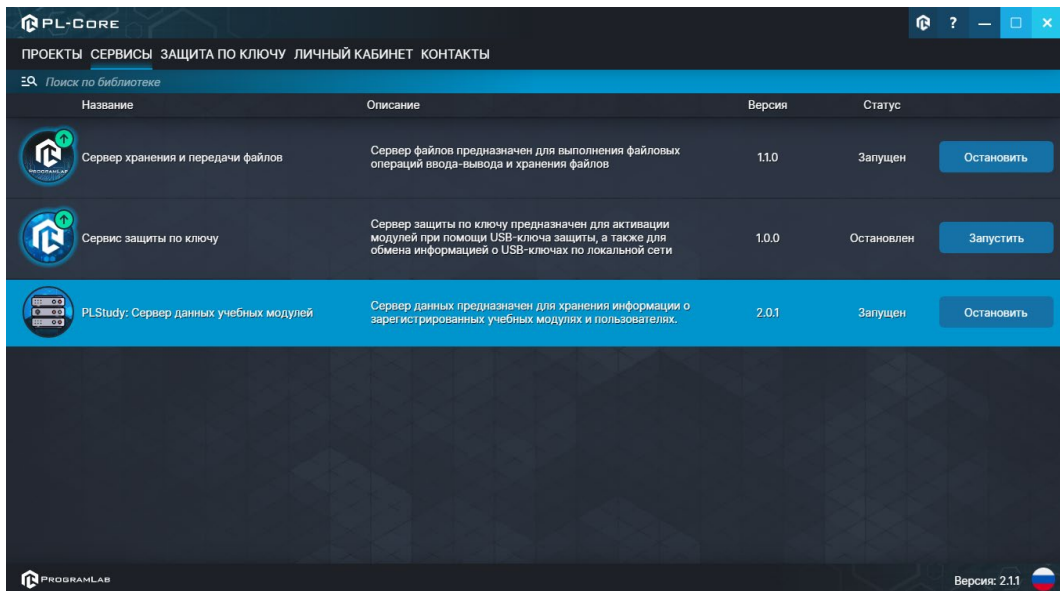 PL-CORE
?
ПРОЕКТЫ СЕРВИСЫ ЗАЩИТА ПО КЛЮЧУ ЛИЧНЫЙ КАБИНЕТ КОНТАКТЫ
Поиск по библиотеке
Название Описание Версия Статус
PROGRAMLAB
Сервер хранения и передачи файлов
Сервер файлов предназначен для выполнения файловых
операций ввода-вывода и хранения файлов
1.1.0 Запущен Остановить
Сервис защиты по ключу
Сервер защиты по ключу предназначен для активации
модулей при помощи USB-ключа защиты, а также для
обмена информацией о USB-ключах по локальной сети
1.0.0 Остановлен Запустить
PLStudy: Сервер данных учебных модулей
Сервер данных предназначен для хранения информации о
зарегистрированных учебных модулях и пользователях.
2.0.1 Запущен Остановить
PROGRAMLAB
Версия: 2.1.1